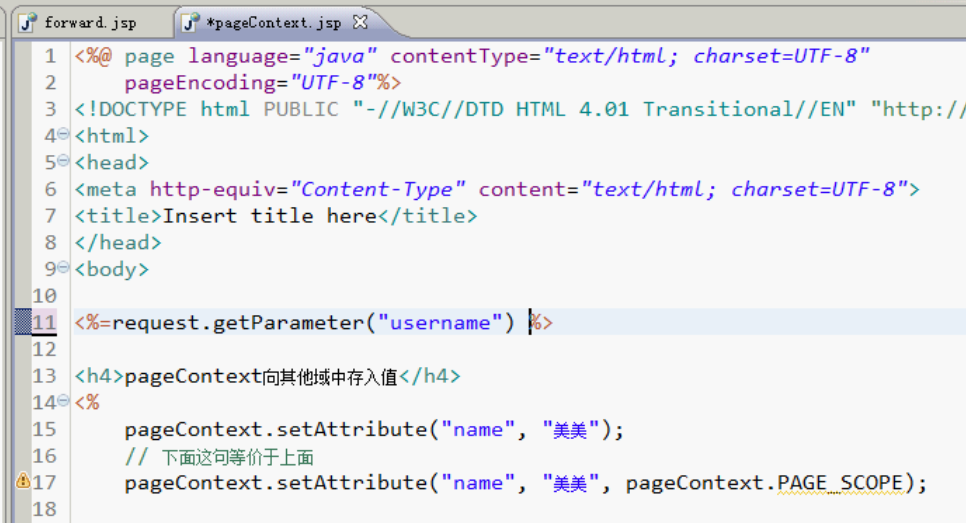 forward.jsp *pageContext.jsp
1 <%@ page language="java" contentType="text/html; charset=UTF-8"
2 pageEncoding="UTF-8"%>
3 <!DOCTYPE html PUBLIC "-//W3C//DTD HTML 4.01 Transitional//EN" "http://
4 <html>
5 <head>
6 <meta http-equiv="Content-Type" content="text/html; charset=UTF-8">
7 <title>Insert title here</title>
8 </head>
9 <body>
10
11 <%=request.getParameter("username") %>
12
13 <h4>pageContext向其他域中存入值</h4>
14 <%
15 pageContext.setAttribute("name", "美美");
16 // 下面这句等价于上面
17 pageContext.setAttribute("name", "美美", pageContext.PAGE_SCOPE);
18